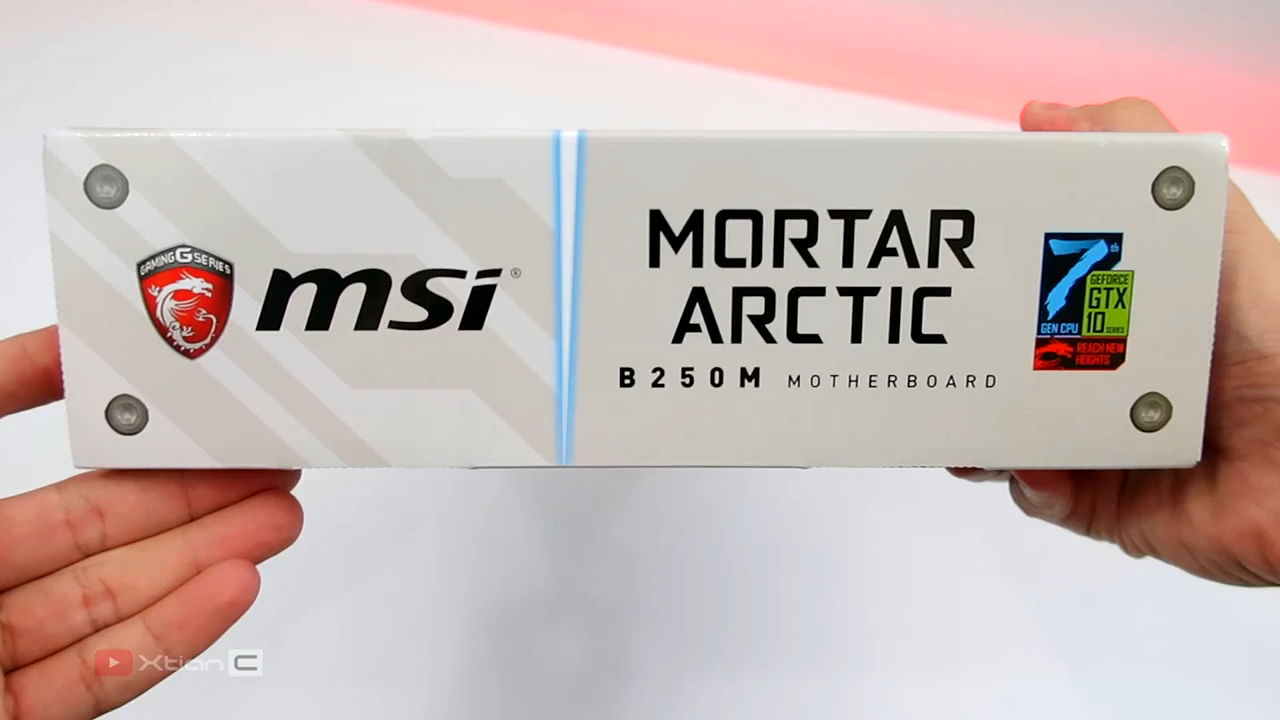 GAMING G SERIES
msi®
MORTAR
ARCTIC
B250M MOTHERBOARD
7th
GEN CPU
GEFORCE
GTX
10 SERIES
REACH NEW
HEIGHTS
Xtian C